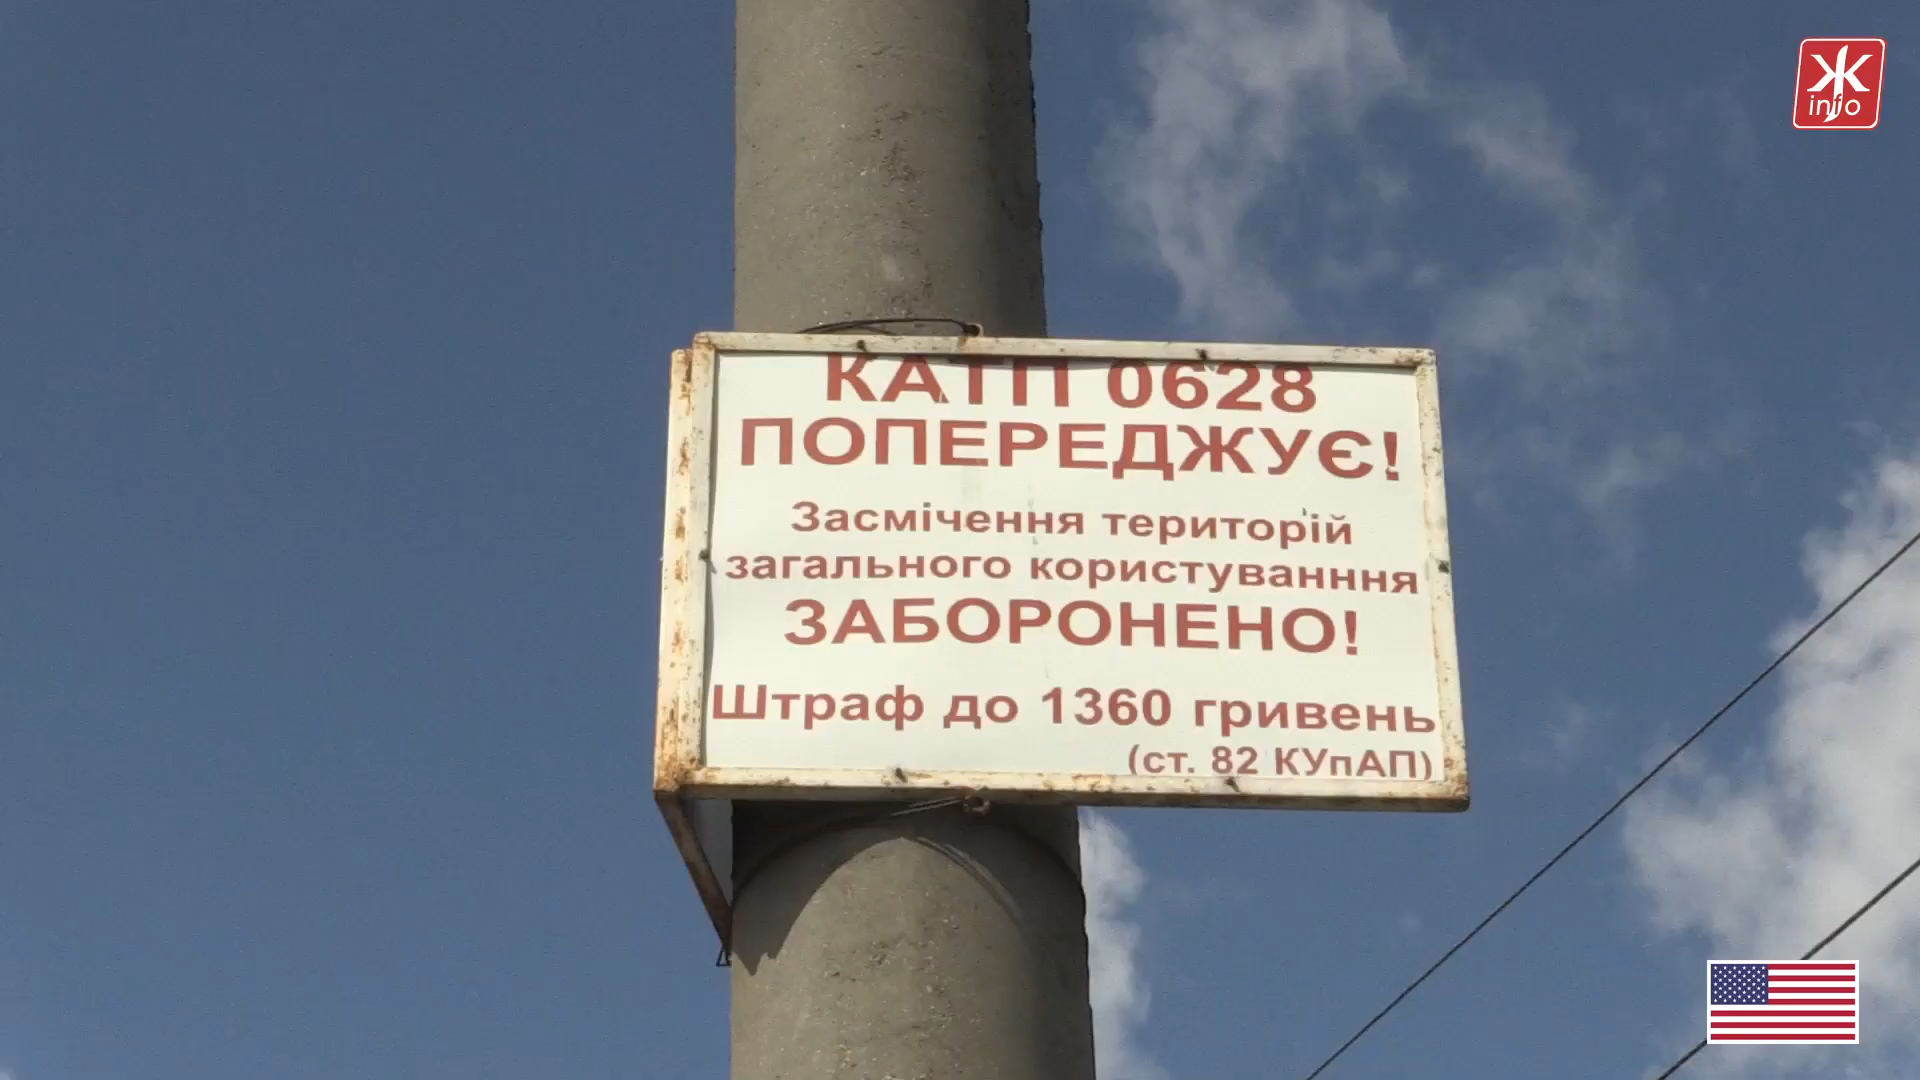 Ж
info
КАТП 0628
ПОПЕРЕДЖУЄ!
Засмічення територій
загального користуванння
ЗАБОРОНЕНО!
Штраф до 1360 гривень
(ст. 82 КУпАП)